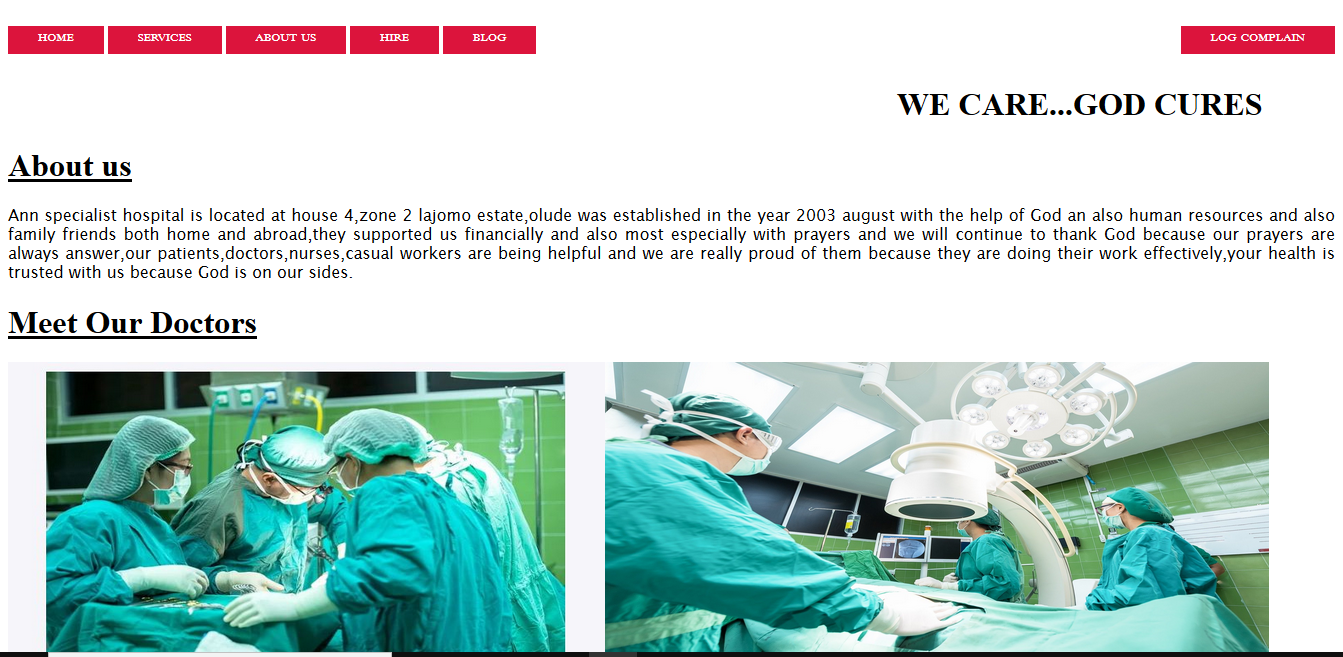 HOME SERVICES ABOUT US HIRE BLOG LOG COMPLAIN
WE CARE...GOD CURES
About us
Ann specialist hospital is located at house 4,zone 2 lajomo estate,olude was established in the year 2003 august with the help of God an also human resources and also
family friends both home and abroad,they supported us financially and also most especially with prayers and we will continue to thank God because our prayers are
always answer,our patients,doctors,nurses,casual workers are being helpful and we are really proud of them because they are doing their work effectively,your health is
trusted with us because God is on our sides.
Meet Our Doctors